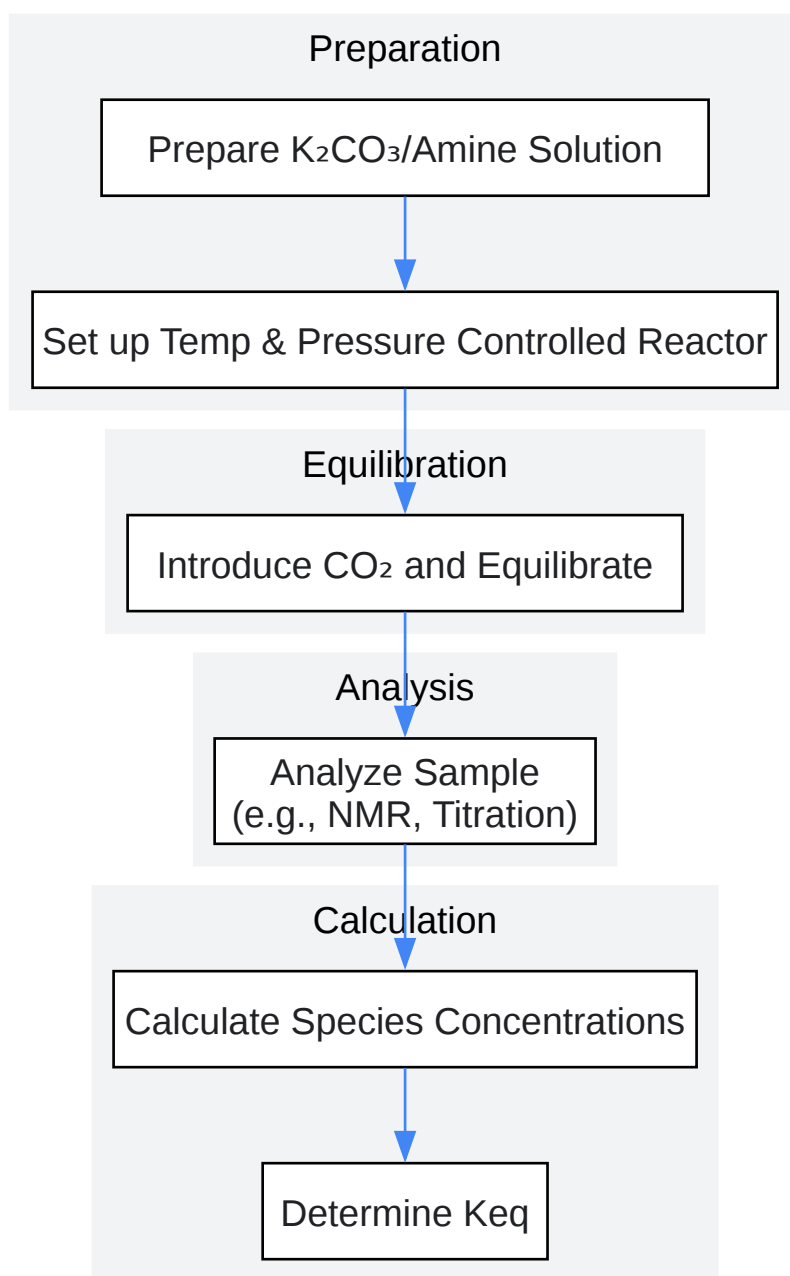 Preparation
Prepare K₂CO₃/Amine Solution
Set up Temp & Pressure Controlled Reactor
Equilibration
Introduce CO₂ and Equilibrate
Analysis
Analyze Sample
(e.g., NMR, Titration)
Calculation
Calculate Species Concentrations
Determine Keq